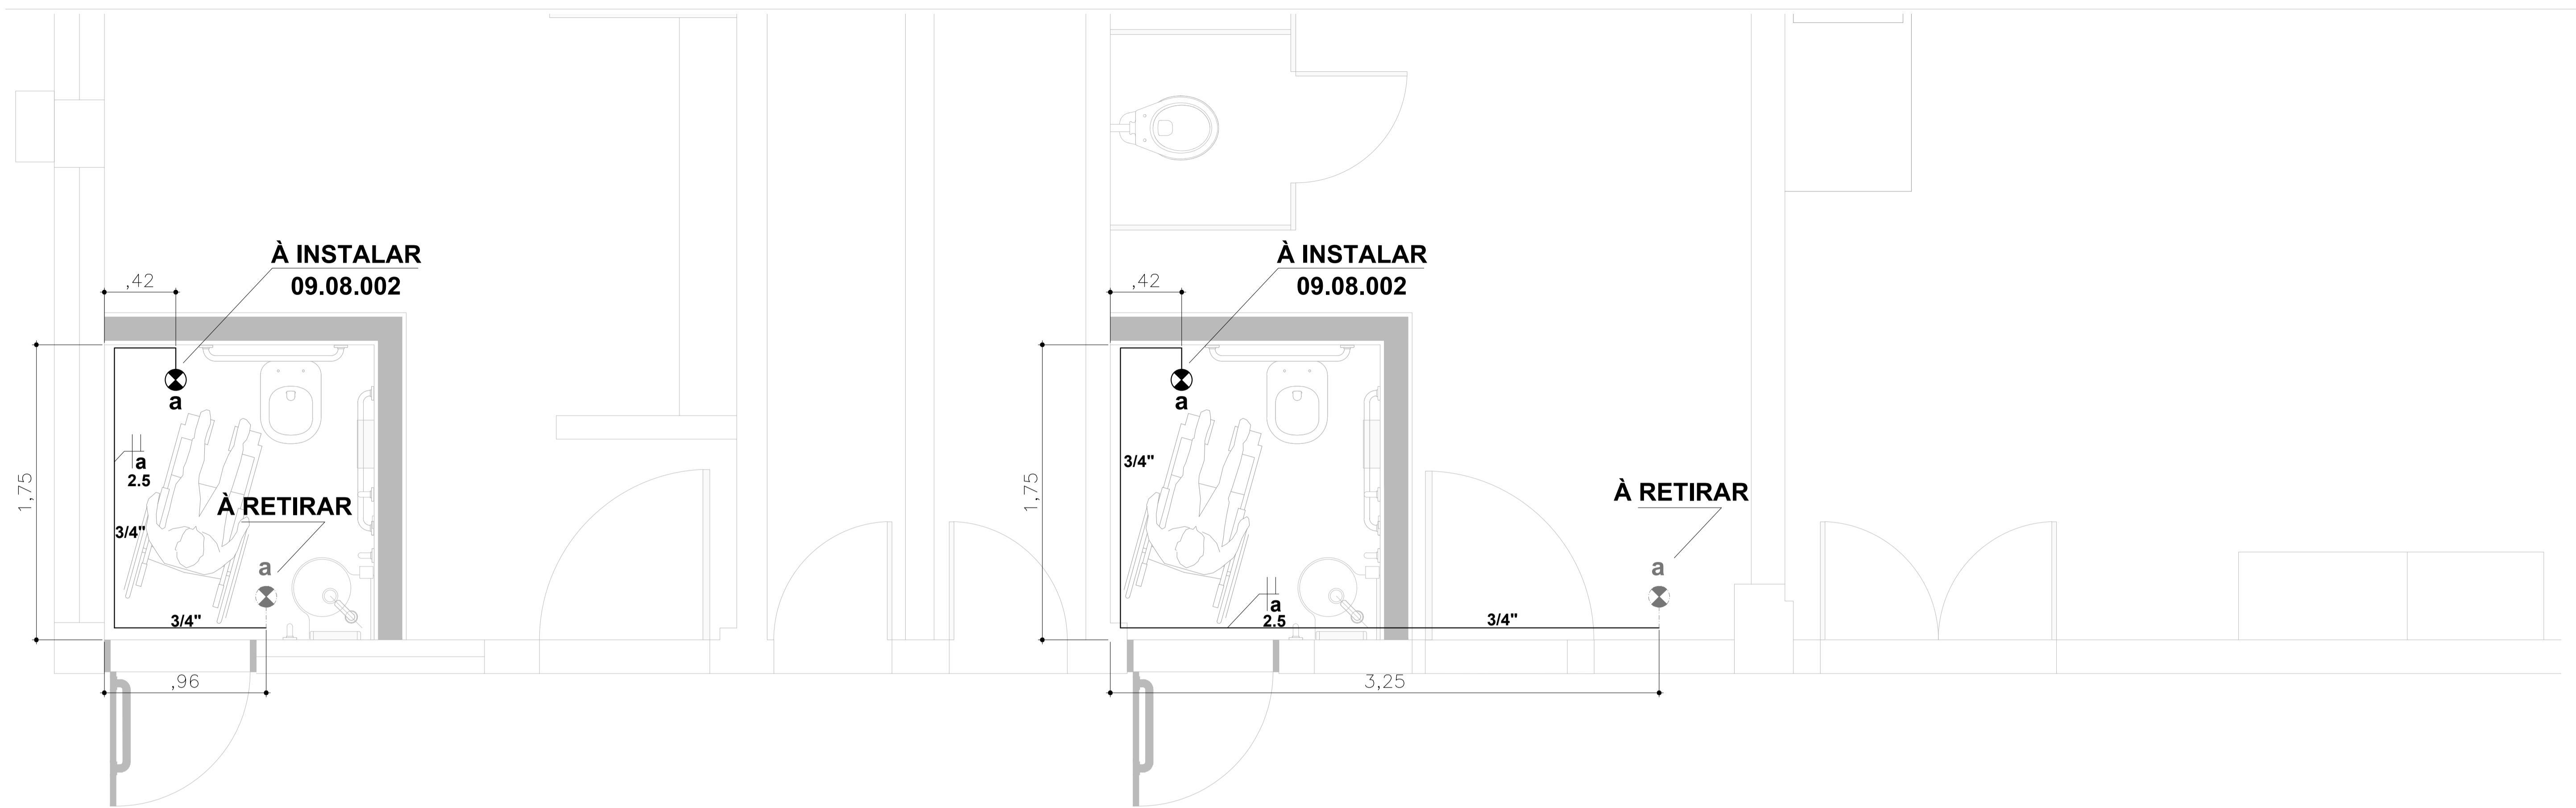 À INSTALAR
09.08.002
,42
a
1,75
a
2.5
À RETIRAR
3/4"
a
3/4"
,96
À INSTALAR
09.08.002
,42
a
3/4"
1,75
À RETIRAR
a
a
2.5
3/4"
3,25